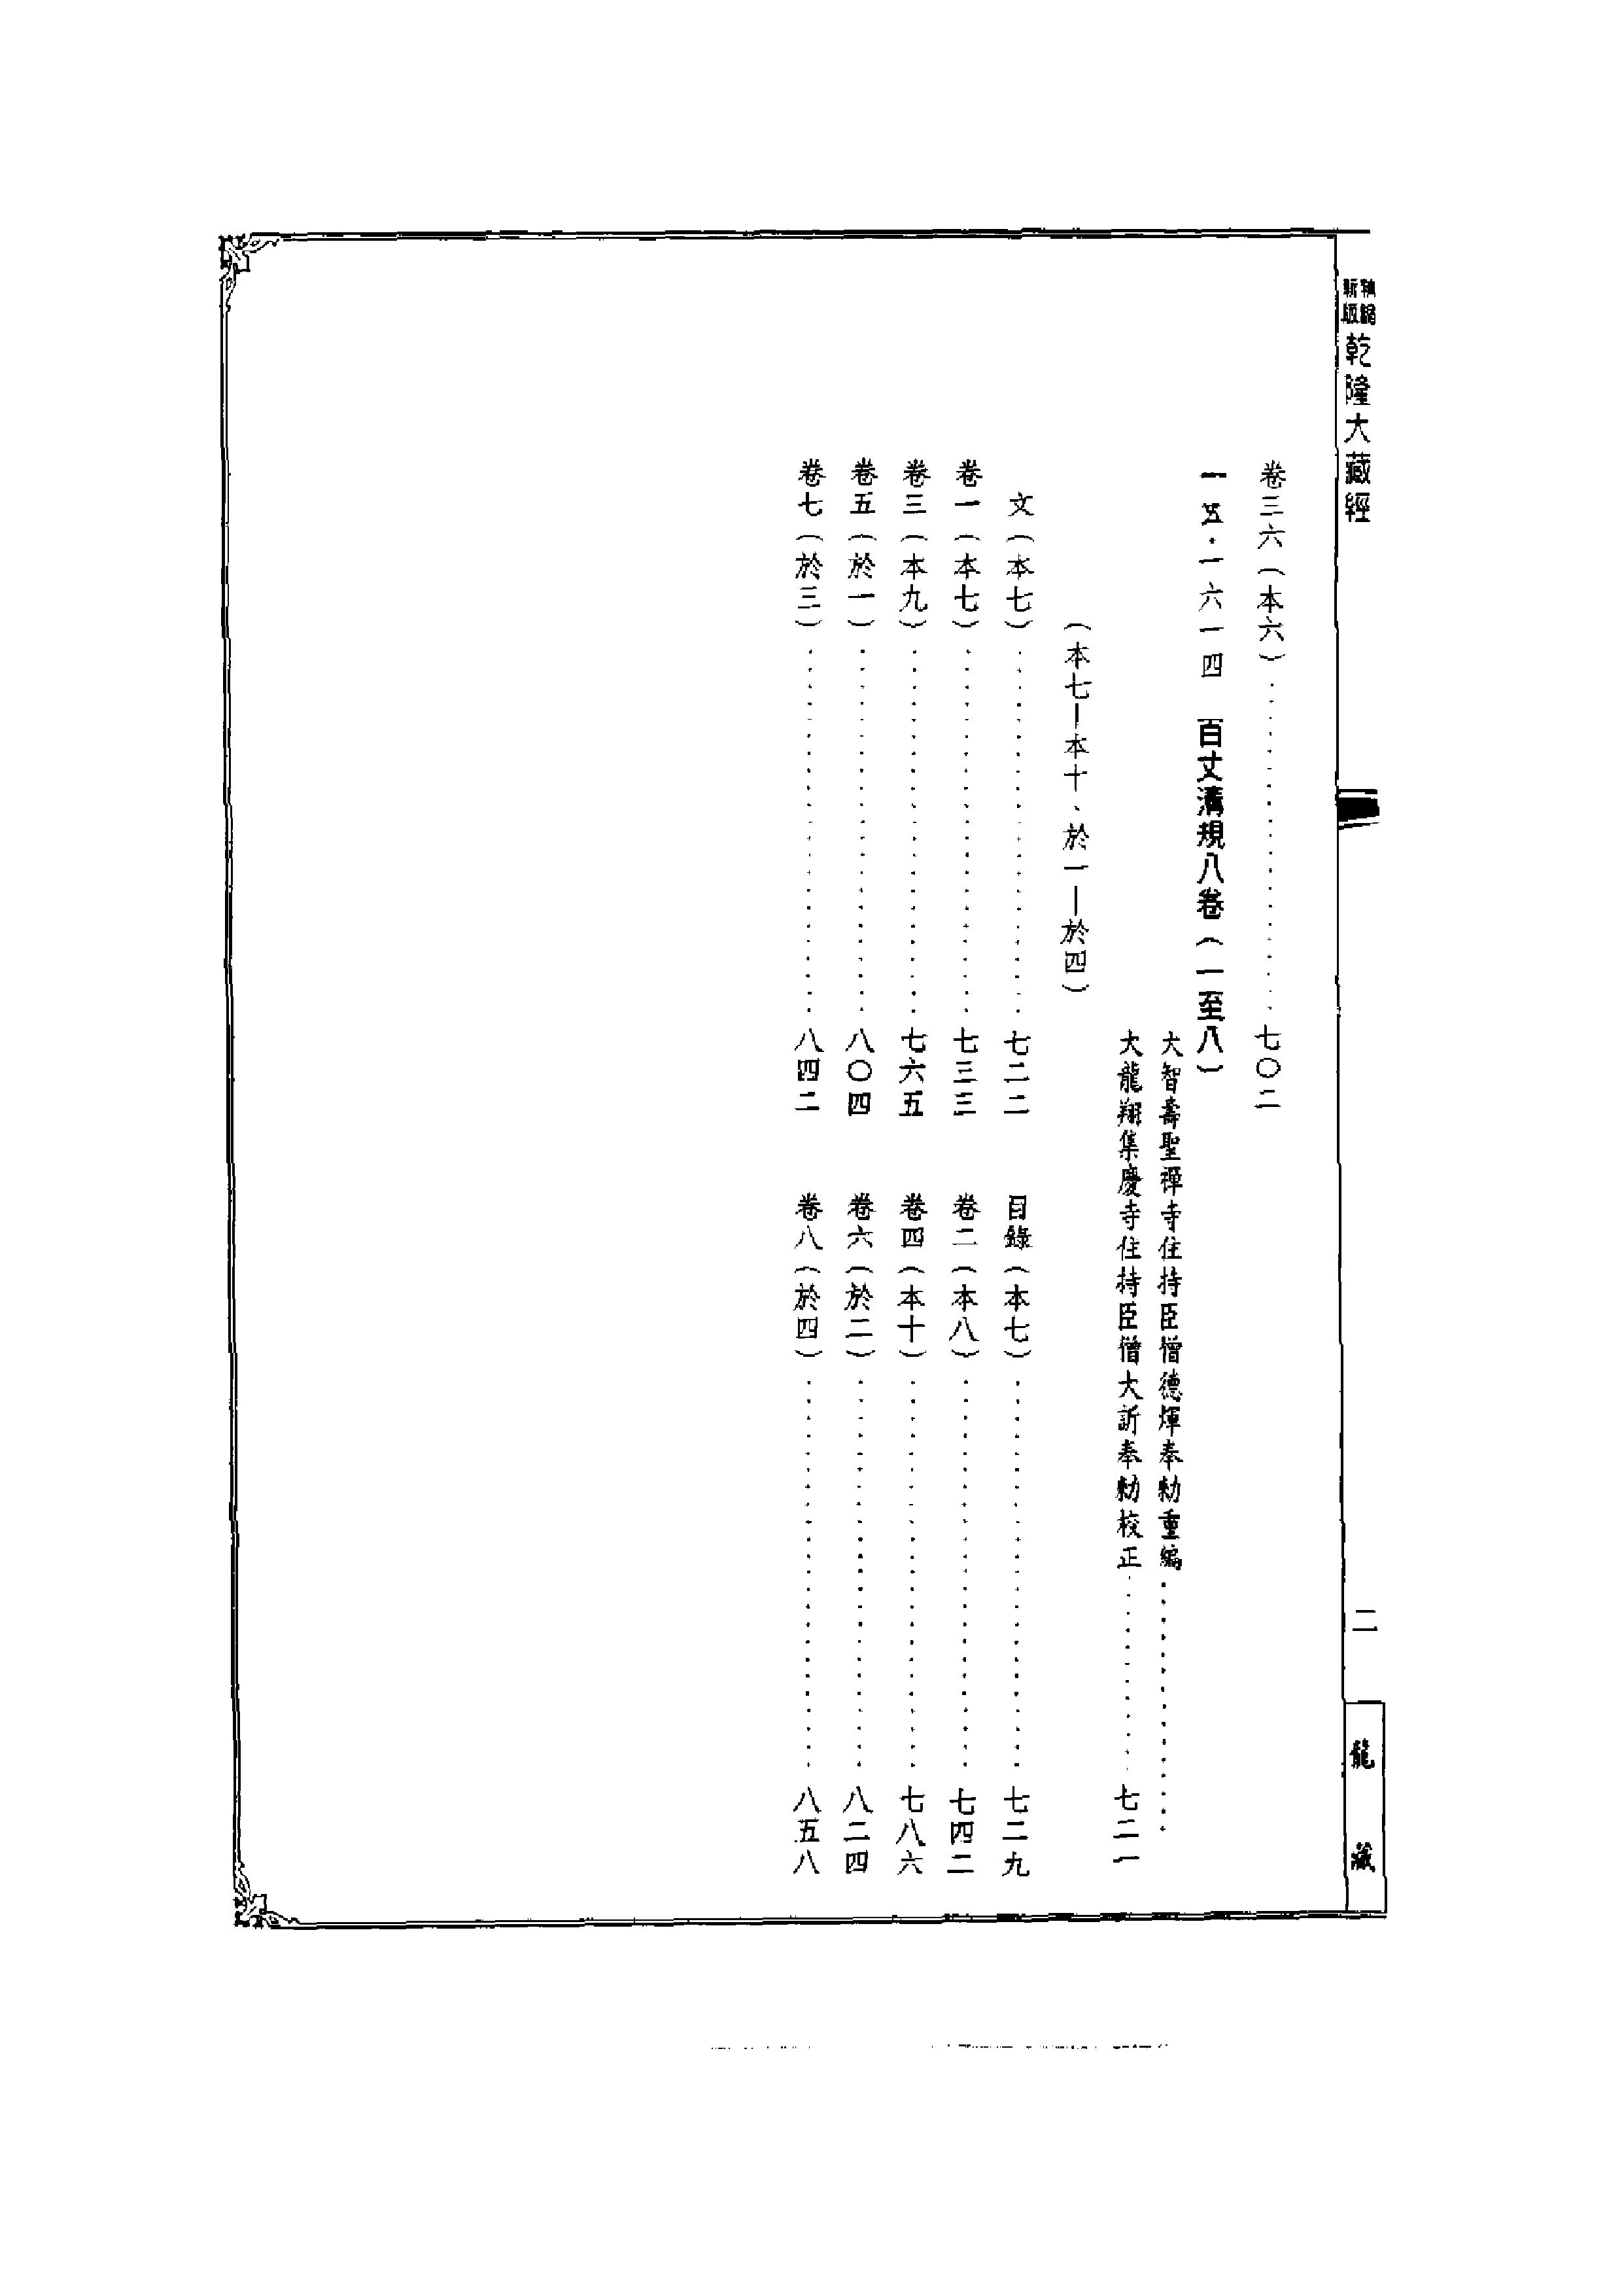 新版 乾隆大藏經
二
龍藏
卷三六（本六）……七〇二
一五·一六一四　百丈清規八卷（一至八）
大智壽聖禪寺住持臣僧德煇奉勅重編……
大龍翔集慶寺住持臣僧大訢奉勅校正……七二一
（本七—本十、於一—於四）
文（本七）……七二二　目錄（本七）……七二九
卷一（本七）……七三三　卷二（本八）……七四二
卷三（本九）……七六五　卷四（本十）……七八六
卷五（於一）……八〇四　卷六（於二）……八二四
卷七（於三）……八四二　卷八（於四）……八五八